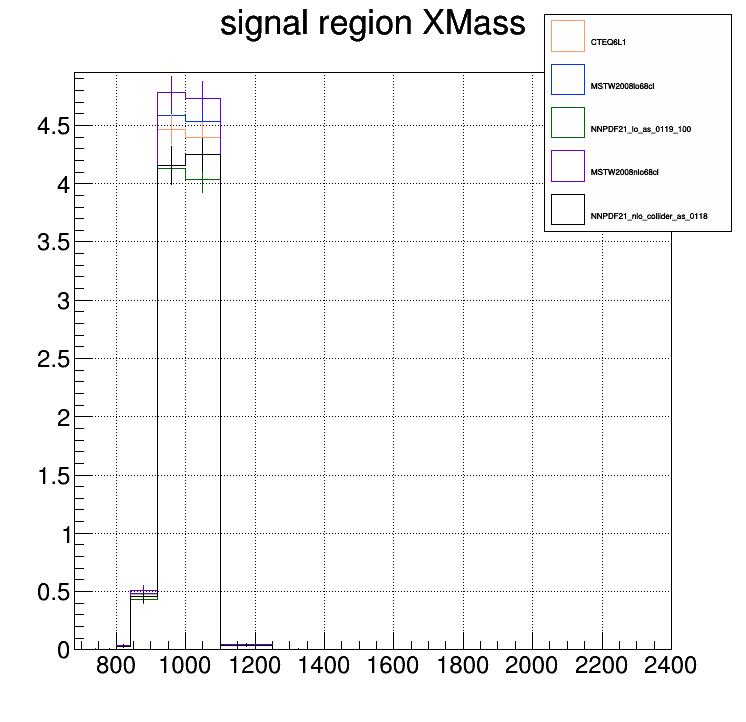 signal region XMass
CTEQ6L1
MSTW2008lo68cl
NNPDF21_lo_as_0119_100
MSTW2008nlo68cl
NNPDF21_nlo_collider_as_0118
4.5
4
3.5
3
2.5
2
1.5
1
0.5
0
800 1000 1200 1400 1600 1800 2000 2200 2400